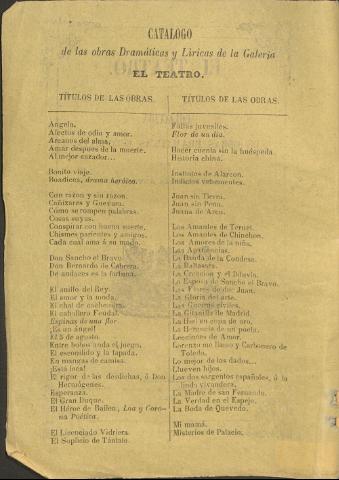 CATALOGO
de las obras Dramáticas y Líricas de la Galería
EL TEATRO.
TÍTULOS DE LAS OBRAS.
Angela.
Afectos de odio y amor.
Arcanos del alma.
Amar despues de la muerte.
Al mejor cazador...
Bonito viaje.
Boadicea, drama heróico.
Con razon y sin razon.
Cañizares y Guevara.
Cómo se rompen palabras.
Cosas suyas.
Conspirar con buena suerte.
Chismes parientes y amigos.
Cada cual ama á su modo.
Don Sancho el Bravo.
Don Bernardo de Cabrera.
De audaces es la fortuna.
El anillo del Rey.
El amor y la moda.
El chal de cachemira.
El caballero Feudal.
Espinas de una flor.
¡Es un ángel!
El 5 de agosto.
Entre bobos anda el juego.
El escondido y la tapada.
En mangas de camisa.
¡Está loca!
El rigor de las desdichas, ó Don
Hermógenes.
Esperanza.
El Gran Duque.
El Héroe de Bailen, Loa y Coro-
na Poética.
El Licenciado Vidriera.
El Suplicio de Tántalo.
TÍTULOS DE LAS OBRAS.
Faltas juveniles.
Flor de un dia.
Hacer cuenta sin la huéspeda.
Historia china.
Instintos de Alarcon.
Indicios vehementes.
Juan sin Tierra.
Juan sin Pena.
Juana de Arco.
Los Amantes de Teruel.
Los Amantes de Chinchon.
Los Amores de la niña.
Las Apariencias.
La Banda de la Condesa.
La Baltasara.
La Creacion y el Diluvio.
La Esposa de Sancho el Bravo.
Las Flores de don Juan.
La Gloria del arte.
Las Guerras civiles.
La Gitanilla de Madrid.
La Hiel en copa de oro.
La Herencia de un poeta.
Lecciones de Amor.
Lorenzo me llamo y Carbonero de
Toledo.
Lo mejor de los dados...
Llueven hijos.
Los dos sargentos españoles, ó la
linda vivandera.
La Madre de san Fernando.
La Verdad en el Espejo.
La Boda de Quevedo.
Mi mamá.
Misterios de Palacio.